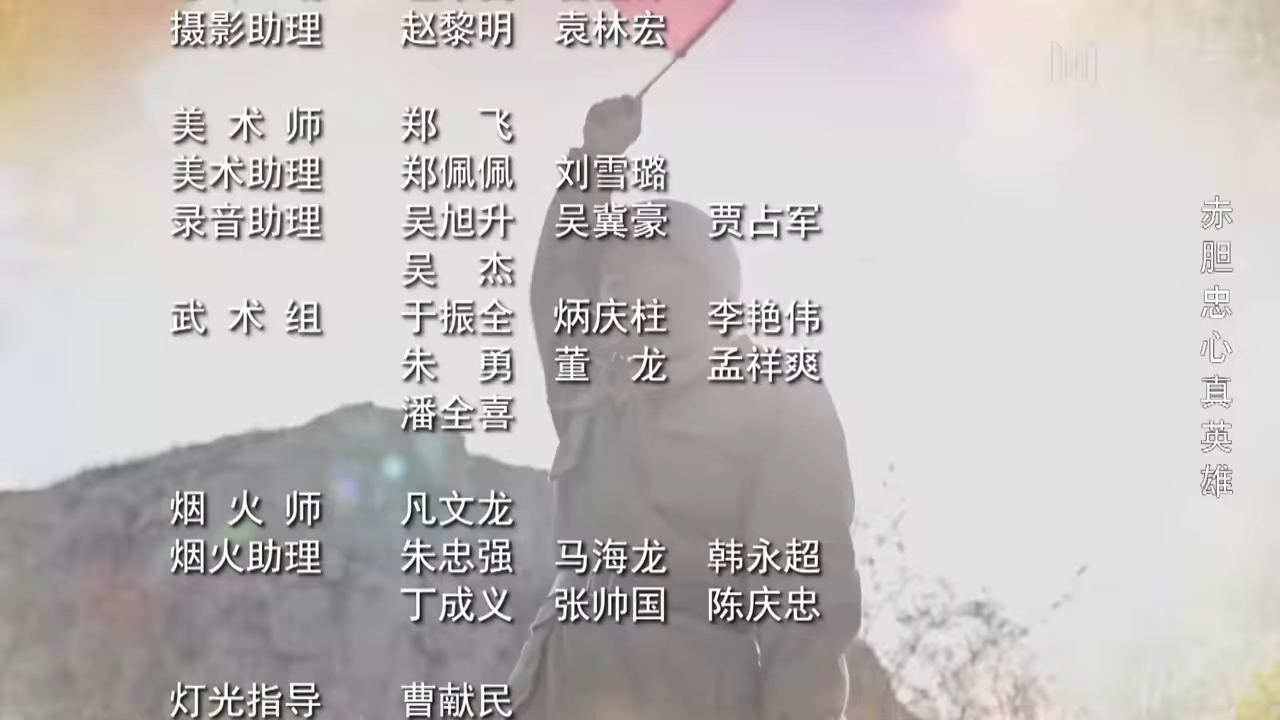 摄影助理 赵黎明 袁林宏
美术师 郑飞
美术助理 郑佩佩 刘雪璐
录音助理 吴旭升 吴冀豪 贾占军
吴杰
武术组 于振全 炳庆柱 李艳伟
朱勇 董龙 孟祥爽
潘全喜
烟火师 凡文龙
烟火助理 朱忠强 马海龙 韩永超
丁成义 张帅国 陈庆忠
灯光指导 曹献民
赤胆忠心真英雄